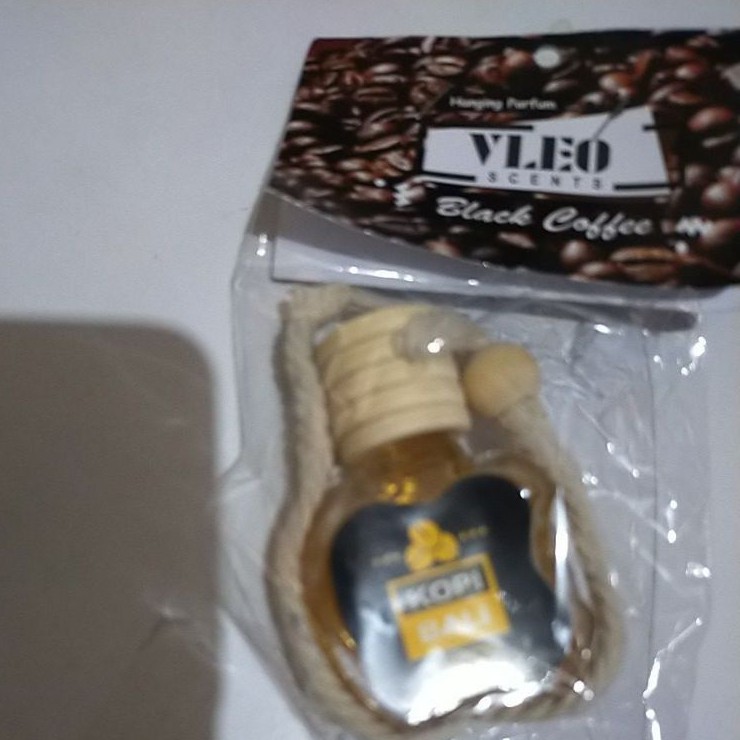 Hanging Parfum
VLEO
SCENTS
Black Coffee
KOPI
BALI